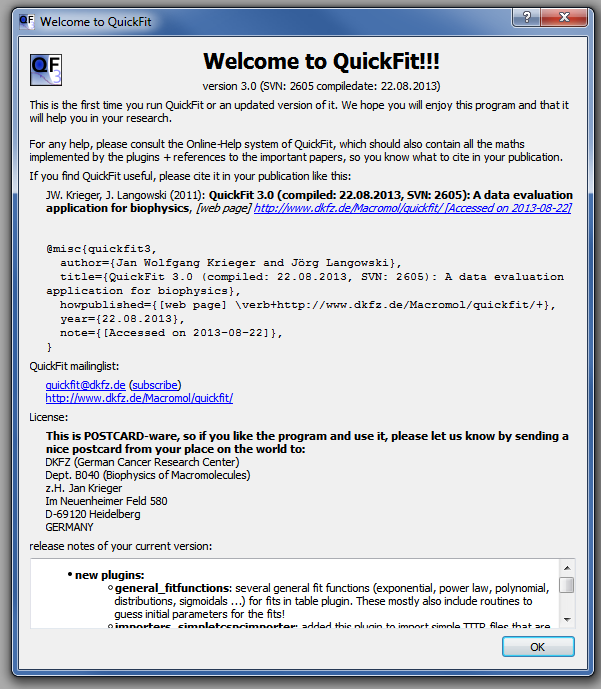 QF
3
Welcome to QuickFit
?
QF
3
Welcome to QuickFit!!!
version 3.0 (SVN: 2605 compiledate: 22.08.2013)
This is the first time you run QuickFit or an updated version of it. We hope you will enjoy this program and that it
will help you in your research.
For any help, please consult the Online-Help system of QuickFit, which should also contain all the maths
implemented by the plugins + references to the important papers, so you know what to cite in your publication.
If you find QuickFit useful, please cite it in your publication like this:
JW. Krieger, J. Langowski (2011): QuickFit 3.0 (compiled: 22.08.2013, SVN: 2605): A data evaluation
application for biophysics, [web page] http://www.dkfz.de/Macromol/quickfit/ [Accessed on 2013-08-22]
@misc{quickfit3,
author={Jan Wolfgang Krieger and Jörg Langowski},
title={QuickFit 3.0 (compiled: 22.08.2013, SVN: 2605): A data evaluation
application for biophysics},
howpublished={[web page] \verb+http://www.dkfz.de/Macromol/quickfit/+},
year={22.08.2013},
note={[Accessed on 2013-08-22]},
}
QuickFit mailinglist:
quickfit@dkfz.de (subscribe)
http://www.dkfz.de/Macromol/quickfit/
License:
This is POSTCARD-ware, so if you like the program and use it, please let us know by sending a
nice postcard from your place on the world to:
DKFZ (German Cancer Research Center)
Dept. B040 (Biophysics of Macromolecules)
z.H. Jan Krieger
Im Neuenheimer Feld 580
D-69120 Heidelberg
GERMANY
release notes of your current version:
• new plugins:
general_fitfunctions: several general fit functions (exponential, power law, polynomial,
distributions, sigmoidals ...) for fits in table plugin. These mostly also include routines to
guess initial parameters for the fits!
importers_simpletcspcimporter: added this plugin to import simple TTTR files that are
OK